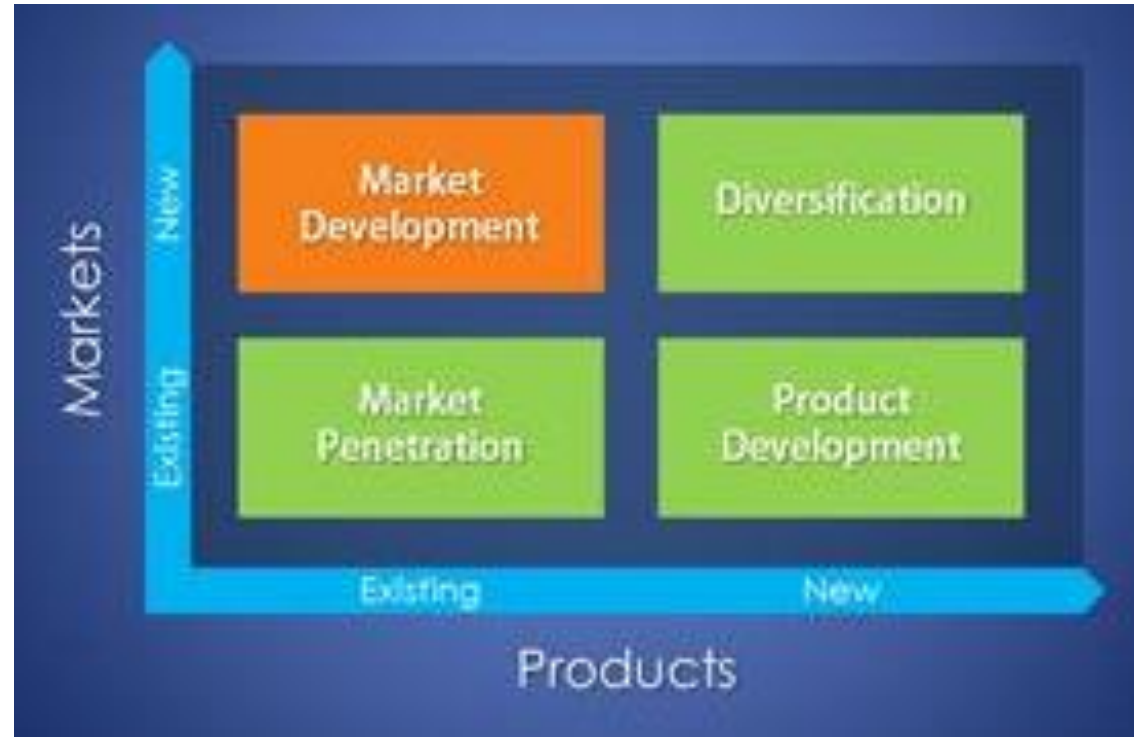 Markets
New
Existing
Market
Development
Diversification
Market
Penetration
Product
Development
Existing
New
Products